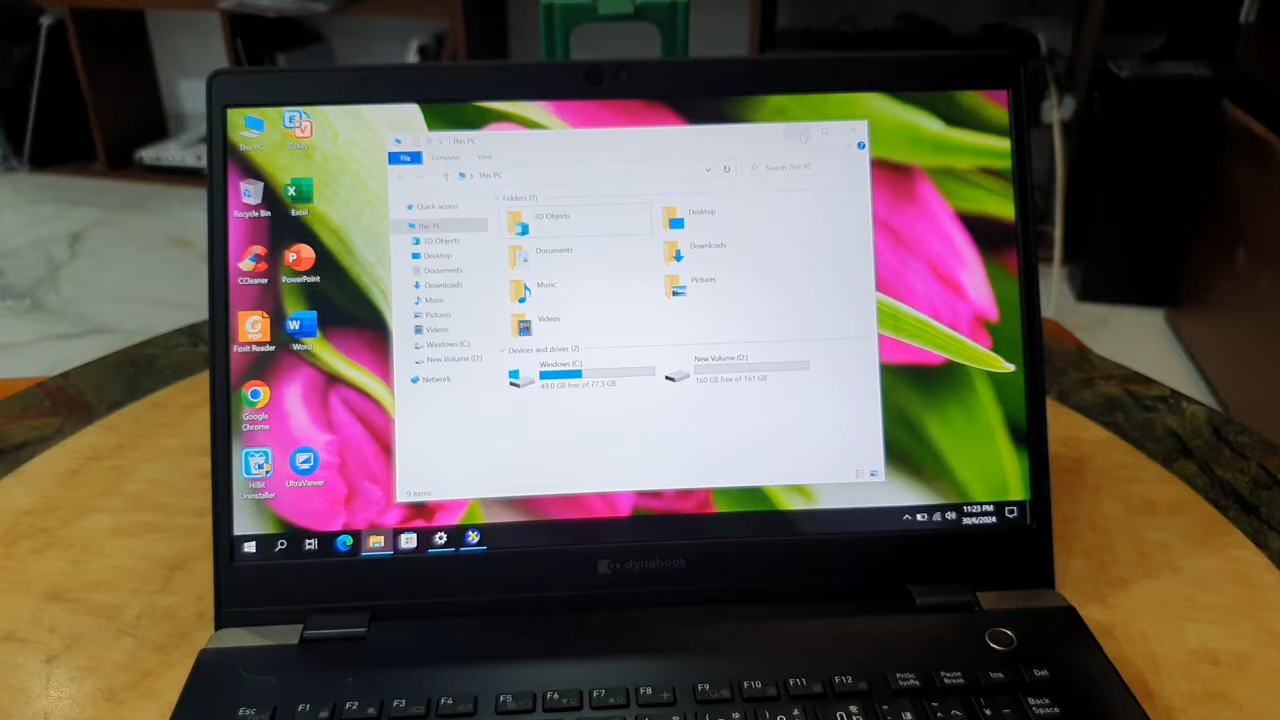 This PC
EVKey
Recycle Bin
Excel
CCleaner
PowerPoint
Foxit Reader
Word
Google
Chrome
HiBit
Uninstaller
UltraViewer
This PC
File
Computer
View
This PC
Search This PC
Quick access
This PC
3D Objects
Desktop
Documents
Downloads
Music
Pictures
Videos
Windows (C:)
New Volume (D:)
Network
Folders (7)
3D Objects
Desktop
Documents
Downloads
Music
Pictures
Videos
Devices and drives (2)
Windows (C:)
49.0 GB free of 77.3 GB
New Volume (D:)
160 GB free of 161 GB
9 items
11:23 PM
30/6/2024
dynabook
Esc
F1
F2
F3
F4
F5
F6
F7
F8
F9
F10
F11
F12
PrtSc
SysRq
Pause
Break
Ins
Del
Back
Space